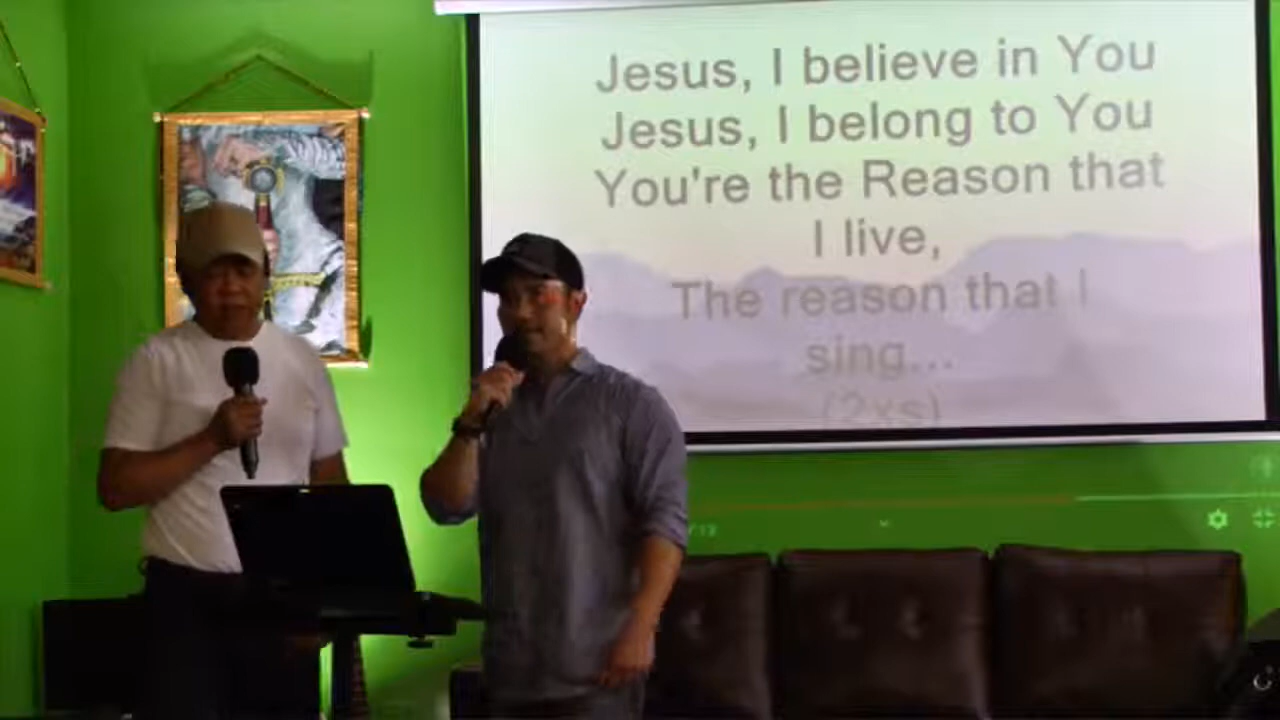 Jesus, I believe in You
Jesus, I belong to You
You're the Reason that
I live,
The reason that I
sing...
(2xs)